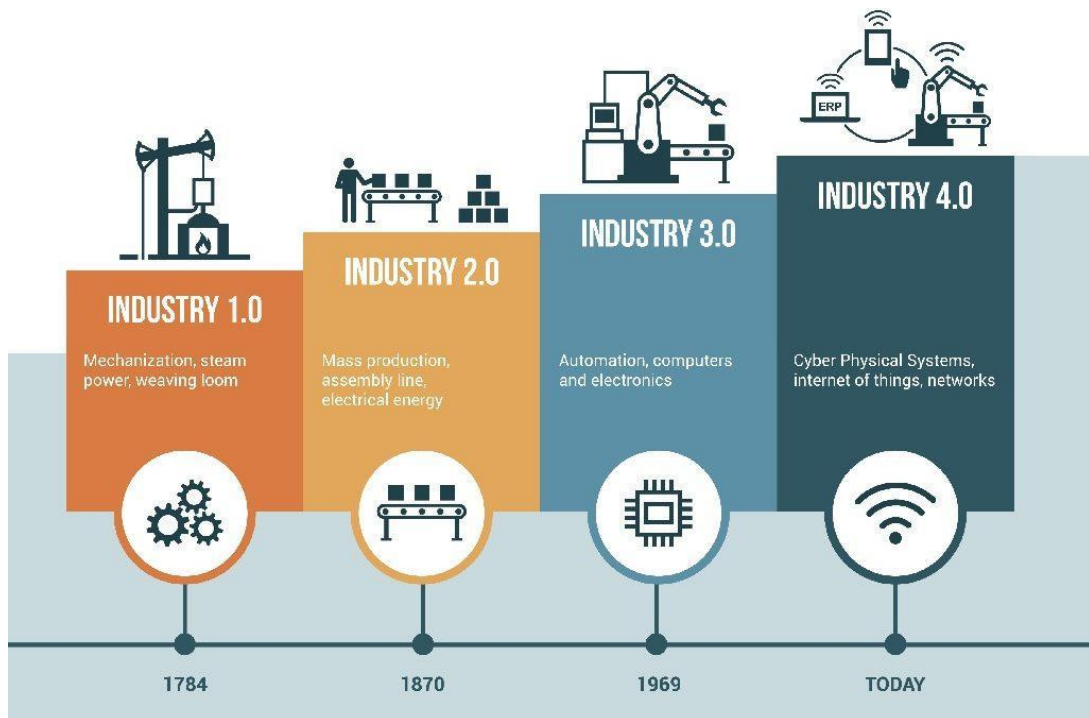 ERP
INDUSTRY 1.0
Mechanization, steam
power, weaving loom
INDUSTRY 2.0
Mass production,
assembly line,
electrical energy
INDUSTRY 3.0
Automation, computers
and electronics
INDUSTRY 4.0
Cyber Physical Systems,
internet of things, networks
1784
1870
1969
TODAY